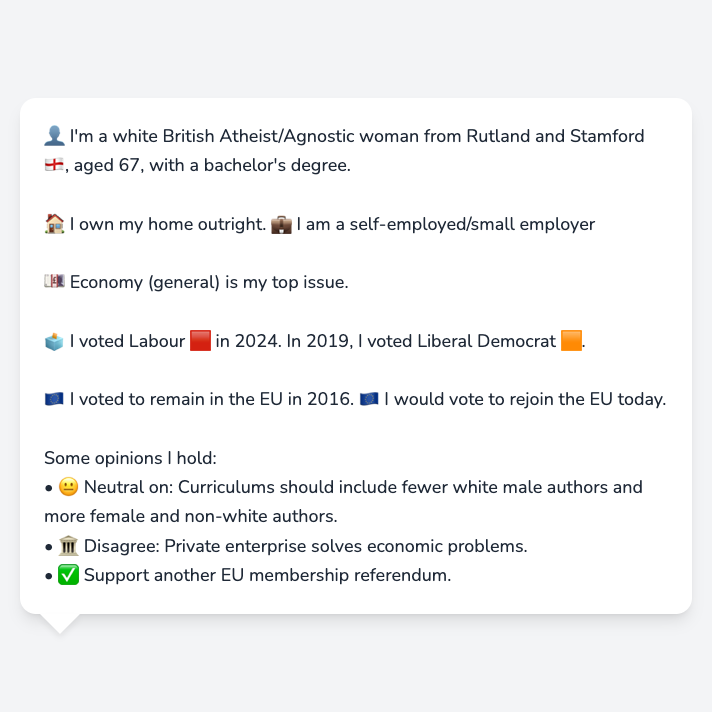 👤 I'm a white British Atheist/Agnostic woman from Rutland and Stamford
🏴󠁧󠁢󠁥󠁮󠁧󠁿, aged 67, with a bachelor's degree.
🏠 I own my home outright. 💼 I am a self-employed/small employer
💷 Economy (general) is my top issue.
🗳️ I voted Labour 🟥 in 2024. In 2019, I voted Liberal Democrat 🟧.
🇪🇺 I voted to remain in the EU in 2016. 🇪🇺 I would vote to rejoin the EU today.
Some opinions I hold:
• 😐 Neutral on: Curriculums should include fewer white male authors and
more female and non-white authors.
• 🏛️ Disagree: Private enterprise solves economic problems.
• ✅ Support another EU membership referendum.